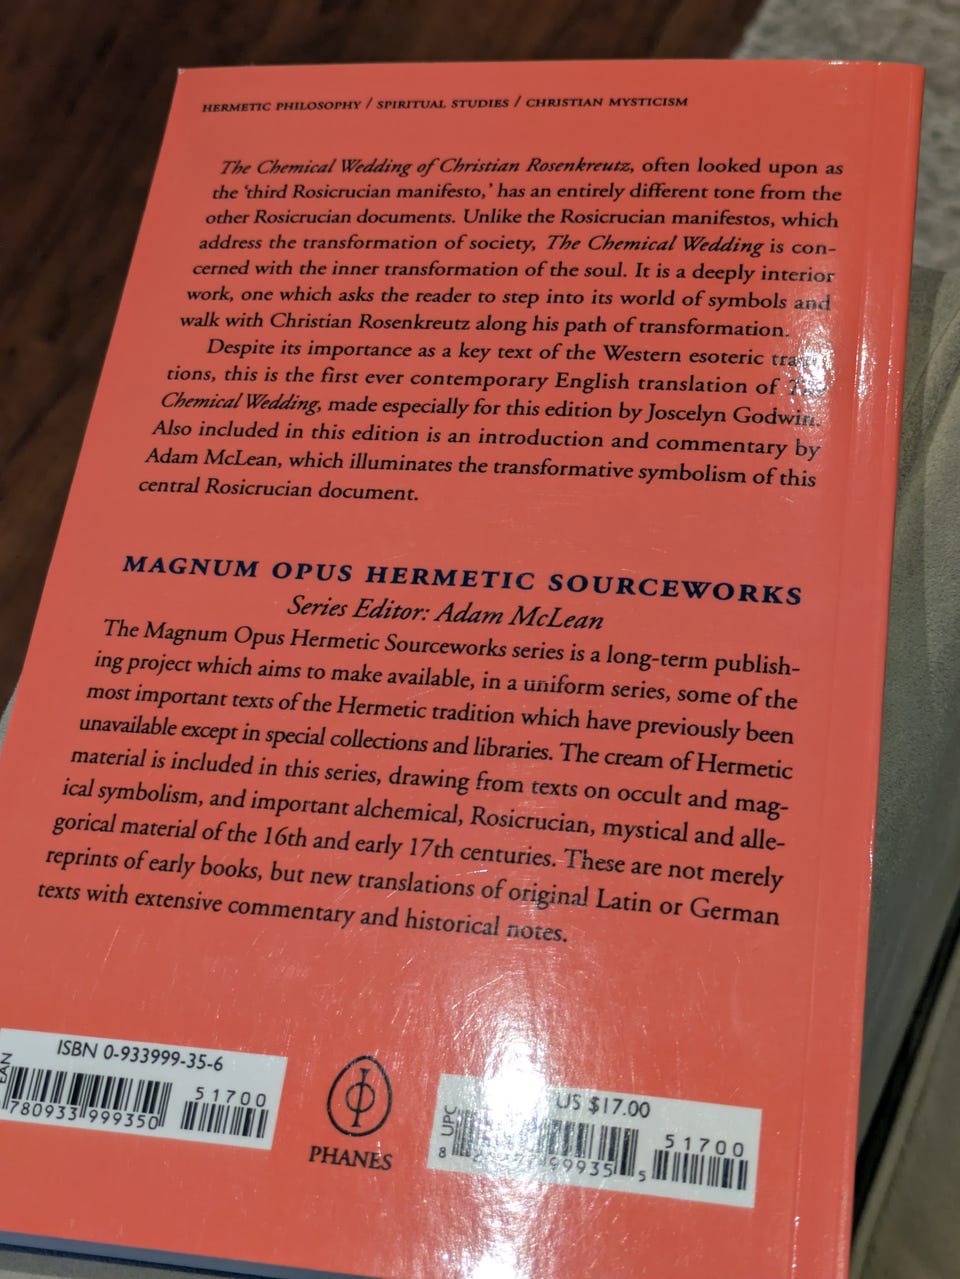 HERMETIC PHILOSOPHY / SPIRITUAL STUDIES / CHRISTIAN MYSTICISM
The Chemical Wedding of Christian Rosenkreutz, often looked upon as
the ‘third Rosicrucian manifesto,’ has an entirely different tone from the
other Rosicrucian documents. Unlike the Rosicrucian manifestos, which
address the transformation of society, The Chemical Wedding is con-
cerned with the inner transformation of the soul. It is a deeply interior
work, one which asks the reader to step into its world of symbols and
walk with Christian Rosenkreutz along his path of transformation.
Despite its importance as a key text of the Western esoteric
tions, this is the first ever contemporary English translation of The
Chemical Wedding, made especially for this edition by Joscelyn Godwin.
Also included in this edition is an introduction and commentary by
Adam McLean, which illuminates the transformative symbolism of this
central Rosicrucian document.
MAGNUM OPUS HERMETIC SOURCEWORKS
Series Editor: Adam McLean
The Magnum Opus Hermetic Sourceworks series is a long-term publish-
ing project which aims to make available, in a uniform series, some of the
most important texts of the Hermetic tradition which have previously been
unavailable except in special collections and libraries. The cream of Hermetic
material is included in this series, drawing from texts on occult and mag-
ical symbolism, and important alchemical, Rosicrucian, mystical and alle-
gorical material of the 16th and early 17th centuries. These are not merely
reprints of early books, but new translations of original Latin or German
texts with extensive commentary and historical notes.
ISBN 0-933999-35-6
EAN
51700
780933 999350
PHANES
US $17.00
UPC
51700
8 99935 5